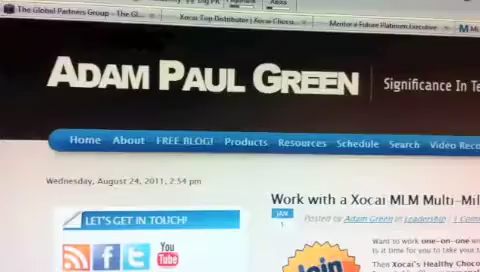 The Global Partners Group - The Gl...
Xocai Top Distributor | Xocai Choco...
Mentor a Future Platinum Executive
ADAM PAUL GREEN
Significance In Te
Home About FREE BLOG! Products Resources Schedule Search Video Reco
Wednesday, August 24, 2011, 2:54 pm
Work with a Xocai MLM Multi-Mil
JAN
1
Posted by Adam Green in Leadership
LET'S GET IN TOUCH!
You
Tube
Join
Want to work one-on-one wi
is it time for you to take your
Then Xocai's Healthy Choco